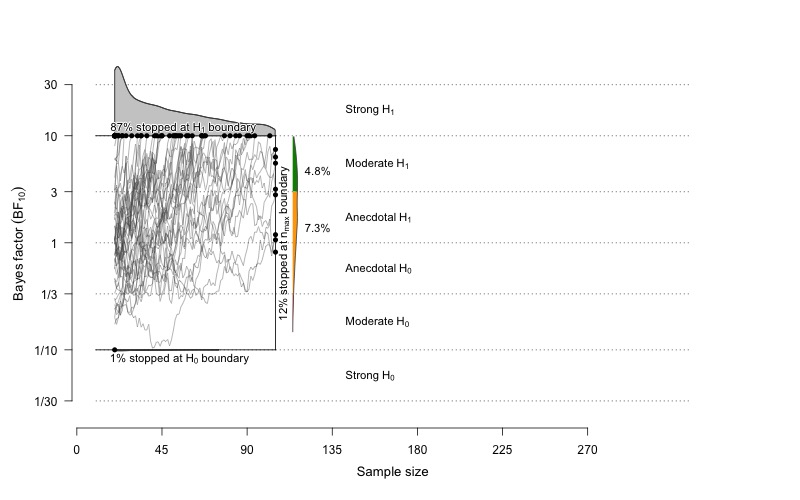 30
Strong H₁
87% stopped at H₁ boundary
10
Moderate H₁
4.8%
3
Anecdotal H₁
7.3%
1
Anecdotal H₀
1/3
Moderate H₀
1/10
1% stopped at H₀ boundary
Strong H₀
1/30
12% stopped at nmax boundary
Bayes factor (BF₁₀)
0 45 90 135 180 225 270
Sample size